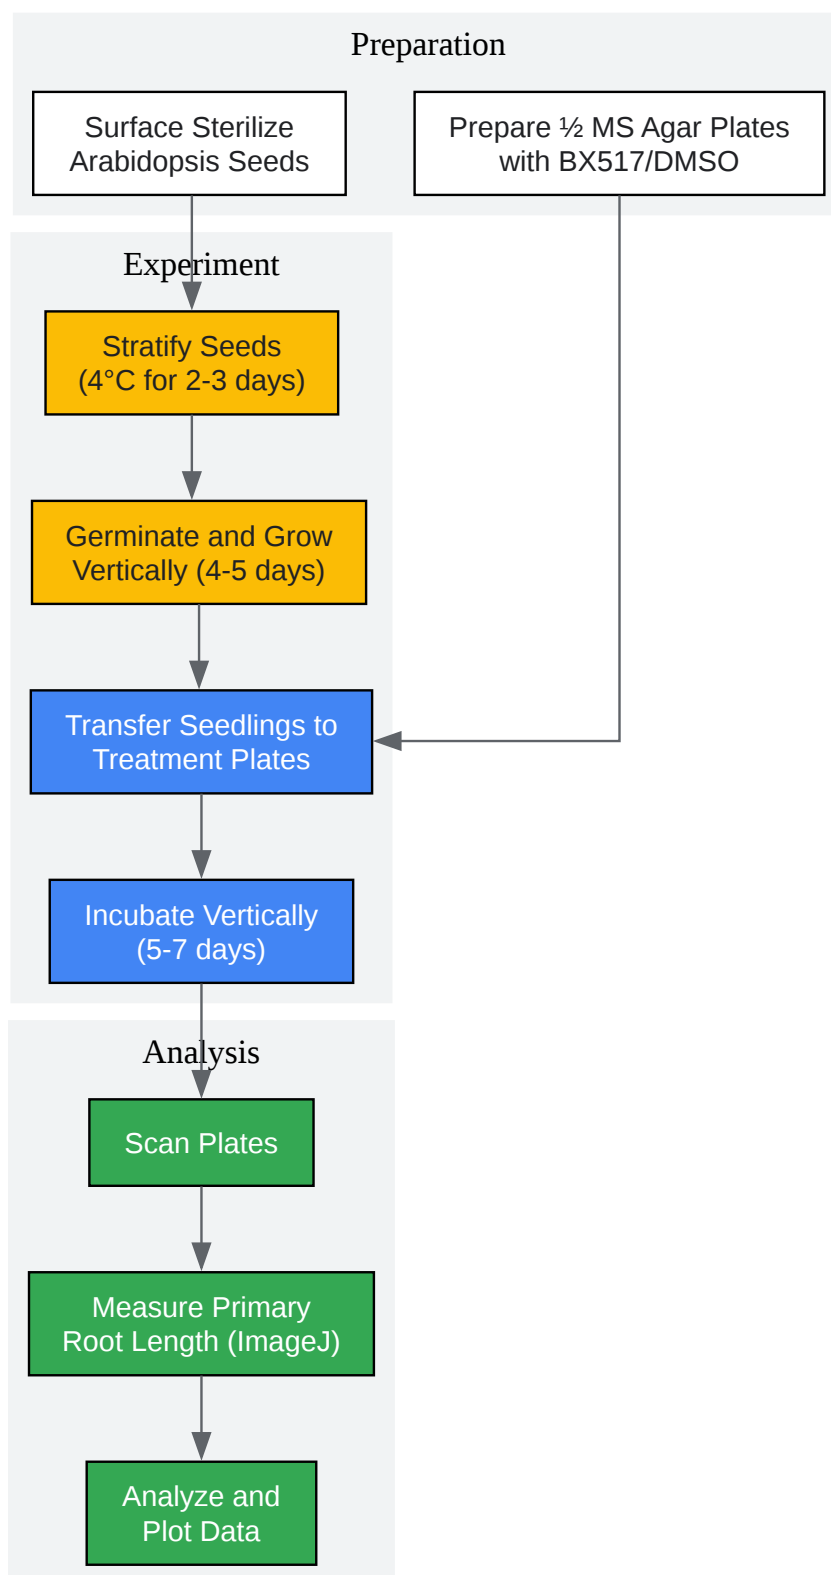 Preparation
Surface Sterilize
Arabidopsis Seeds
Prepare ½ MS Agar Plates
with BX517/DMSO
Experiment
Stratify Seeds
(4°C for 2-3 days)
Germinate and Grow
Vertically (4-5 days)
Transfer Seedlings to
Treatment Plates
Incubate Vertically
(5-7 days)
Analysis
Scan Plates
Measure Primary
Root Length (ImageJ)
Analyze and
Plot Data